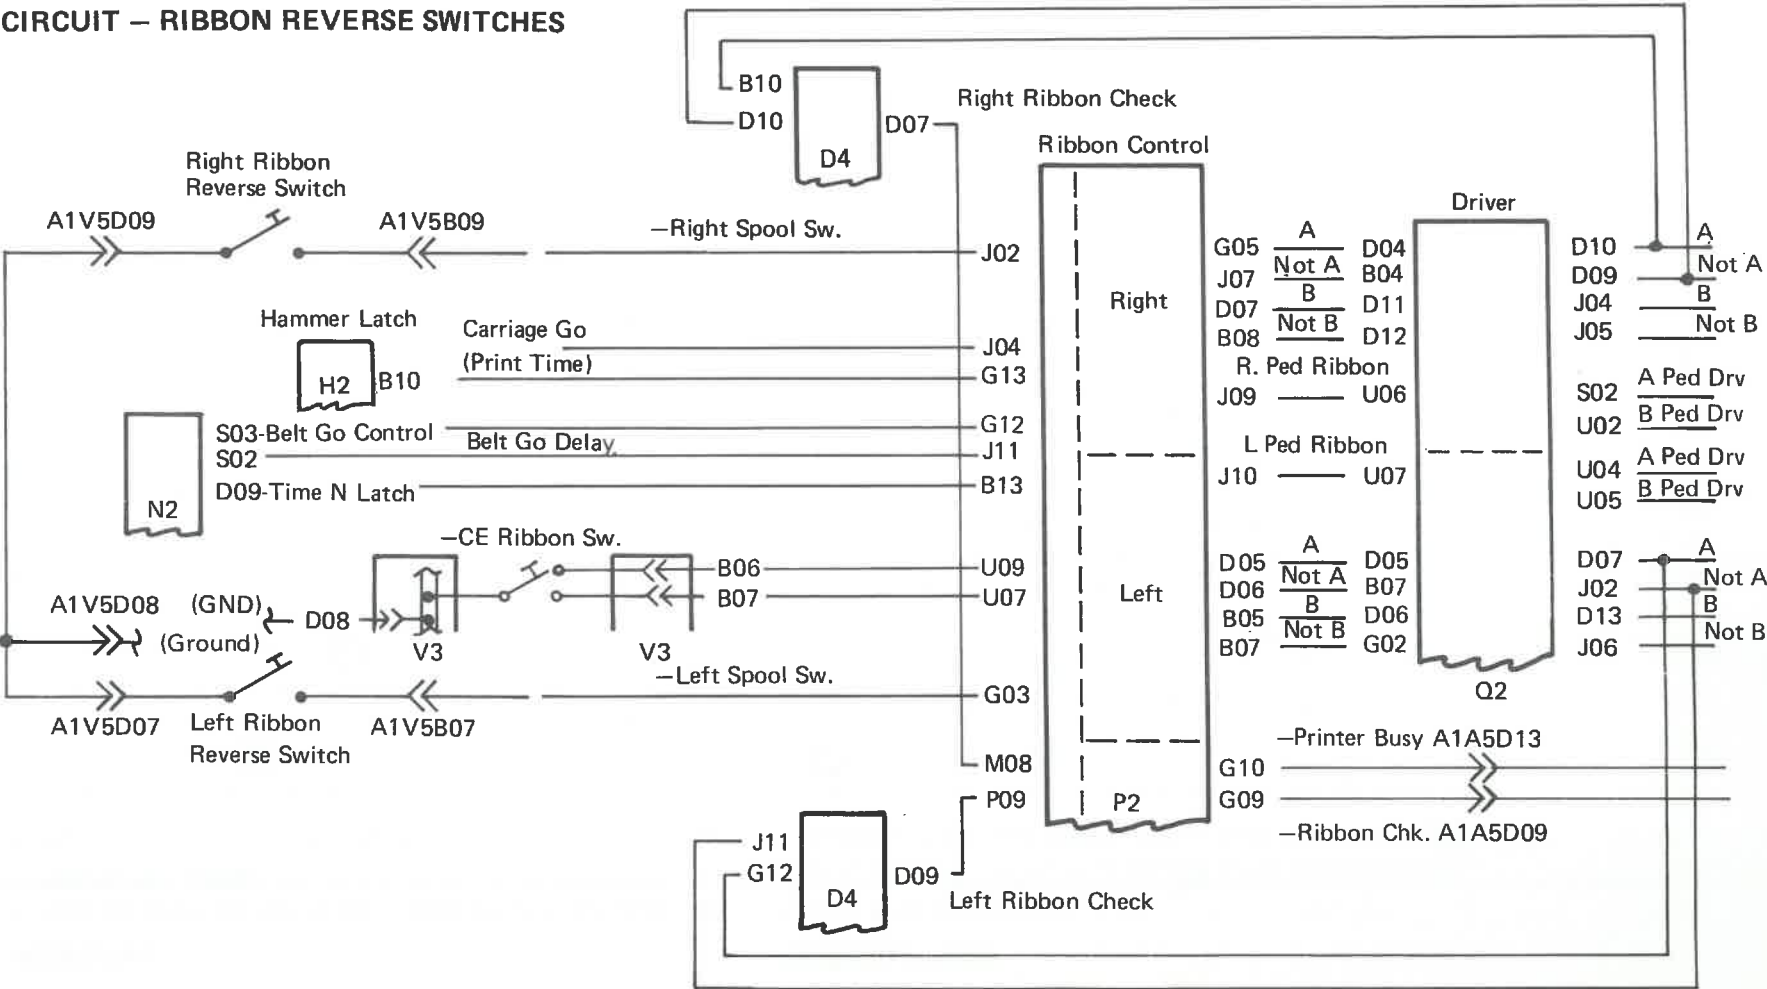 CIRCUIT – RIBBON REVERSE SWITCHES
B10
D10
D07
D4
Right Ribbon Check
Ribbon Control
Right Ribbon
Reverse Switch
A1V5D09
A1V5B09
–Right Spool Sw.
J02
Hammer Latch
H2
B10
Carriage Go
(Print Time)
J04
G13
S03-Belt Go Control
G12
S02
Belt Go Delay
J11
D09-Time N Latch
B13
N2
–CE Ribbon Sw.
B06
U09
B07
U07
A1V5D08
(GND)
D08
(Ground)
V3
V3
–Left Spool Sw.
G03
A1V5D07
Left Ribbon
Reverse Switch
A1V5B07
M08
P09
J11
G12
D4
D09
Left Ribbon Check
Right
Left
P2
G05 A D04
J07 Not A B04
D07 B D11
B08 Not B D12
R. Ped Ribbon
J09 U06
L Ped Ribbon
J10 U07
D05 A D05
D06 Not A B07
B05 B D06
B07 Not B G02
Driver
Q2
D10 A
D09 Not A
J04 B
J05 Not B
S02 A Ped Drv
U02 B Ped Drv
U04 A Ped Drv
U05 B Ped Drv
D07 A
J02 Not A
D13 B
J06 Not B
–Printer Busy A1A5D13
G10
G09
–Ribbon Chk. A1A5D09